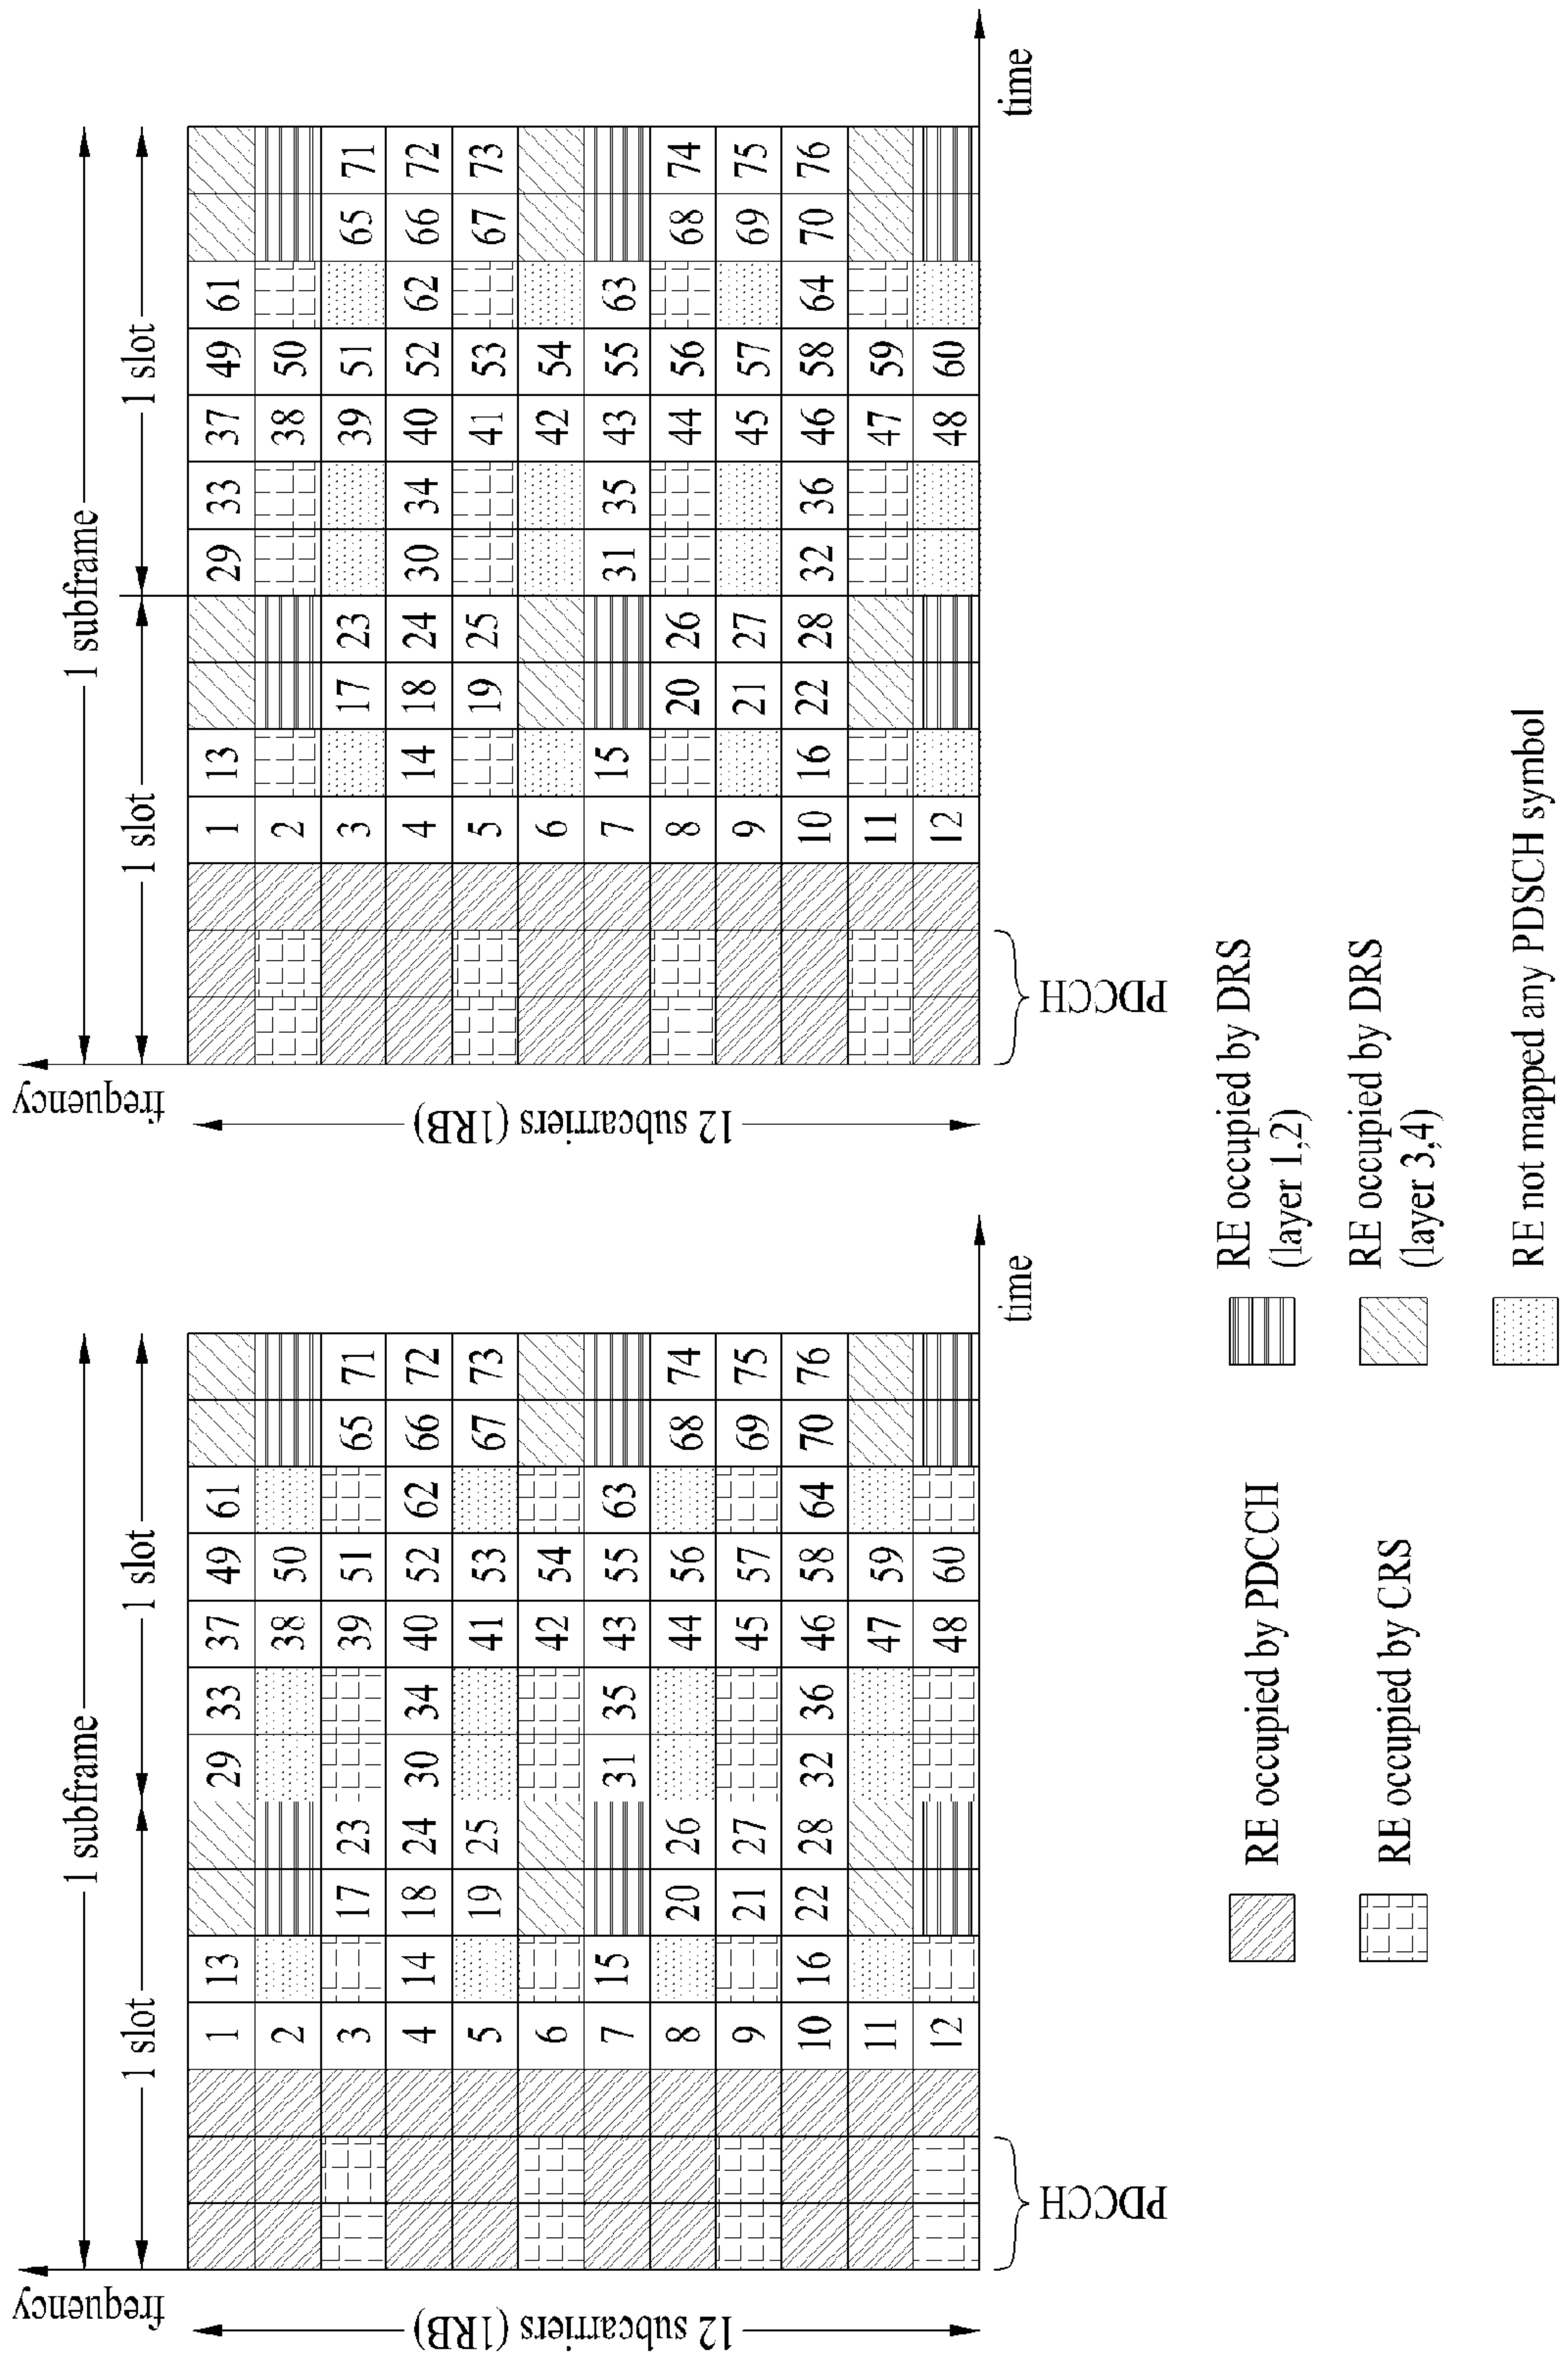 frequency
1 subframe
1 slot 1 slot
12 subcarriers (1RB)
1 13 29 33 37 49 61
2 38 50
3 17 23 39 51 65 71
4 14 18 24 30 34 40 52 62 66 72
5 19 25 41 53 67 73
6 42 54
7 15 31 35 43 55 63
8 20 26 44 56 68 74
9 21 27 45 57 69 75
10 16 22 28 32 36 46 58 64 70 76
11 47 59
12 48 60
time
PDCCH
frequency
1 subframe
1 slot 1 slot
12 subcarriers (1RB)
1 13 29 33 37 49 61
2 38 50
3 17 23 39 51 65 71
4 14 18 24 30 34 40 52 62 66 72
5 19 25 41 53 67 73
6 42 54
7 15 31 35 43 55 63
8 20 26 44 56 68 74
9 21 27 45 57 69 75
10 16 22 28 32 36 46 58 64 70 76
11 47 59
12 48 60
time
PDCCH
RE occupied by PDCCH
RE occupied by CRS
RE occupied by DRS
(layer 1,2)
RE occupied by DRS
(layer 3,4)
RE not mapped any PDSCH symbol